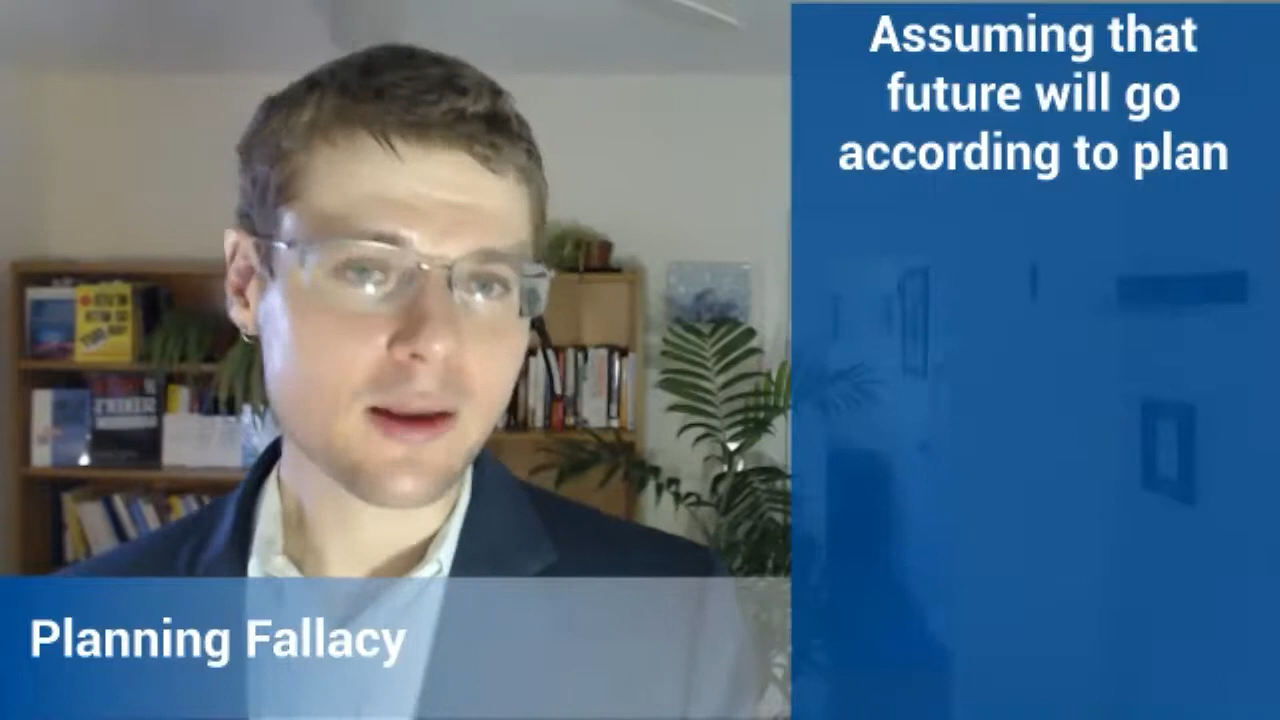 Assuming that
future will go
according to plan
Planning Fallacy